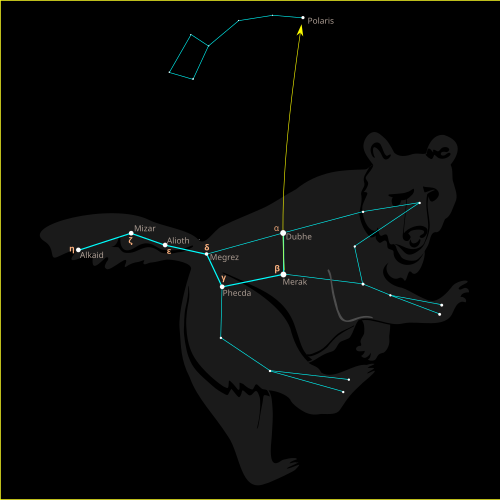 Polaris
α
Dubhe
Mizar
ζ
Alioth
ε
η
Alkaid
δ
Megrez
β
Merak
γ
Phecda